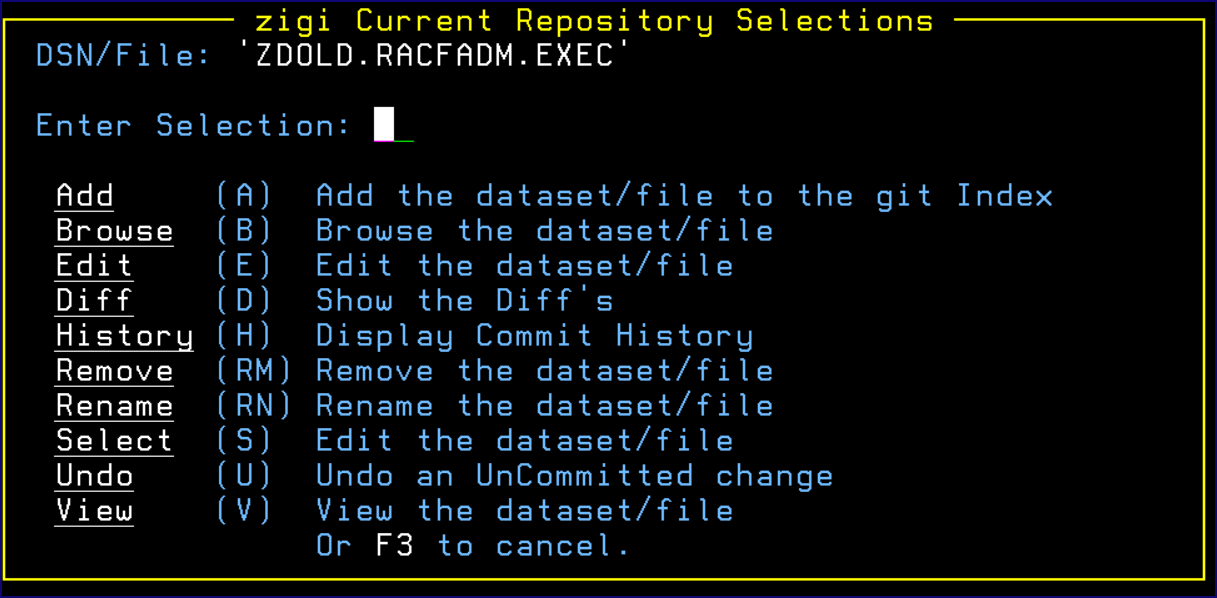 zigi Current Repository Selections
DSN/File: 'ZDOLD.RACFADM.EXEC'
Enter Selection:
Add (A) Add the dataset/file to the git Index
Browse (B) Browse the dataset/file
Edit (E) Edit the dataset/file
Diff (D) Show the Diff's
History (H) Display Commit History
Remove (RM) Remove the dataset/file
Rename (RN) Rename the dataset/file
Select (S) Edit the dataset/file
Undo (U) Undo an UnCommitted change
View (V) View the dataset/file
Or F3 to cancel.